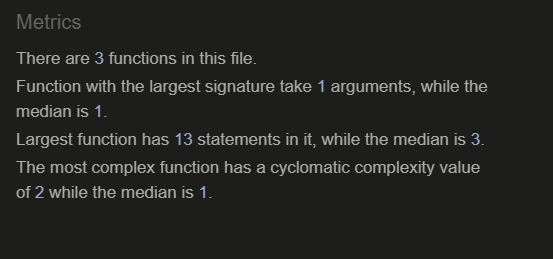 Metrics
There are 3 functions in this file.
Function with the largest signature take 1 arguments, while the
median is 1.
Largest function has 13 statements in it, while the median is 3.
The most complex function has a cyclomatic complexity value
of 2 while the median is 1.